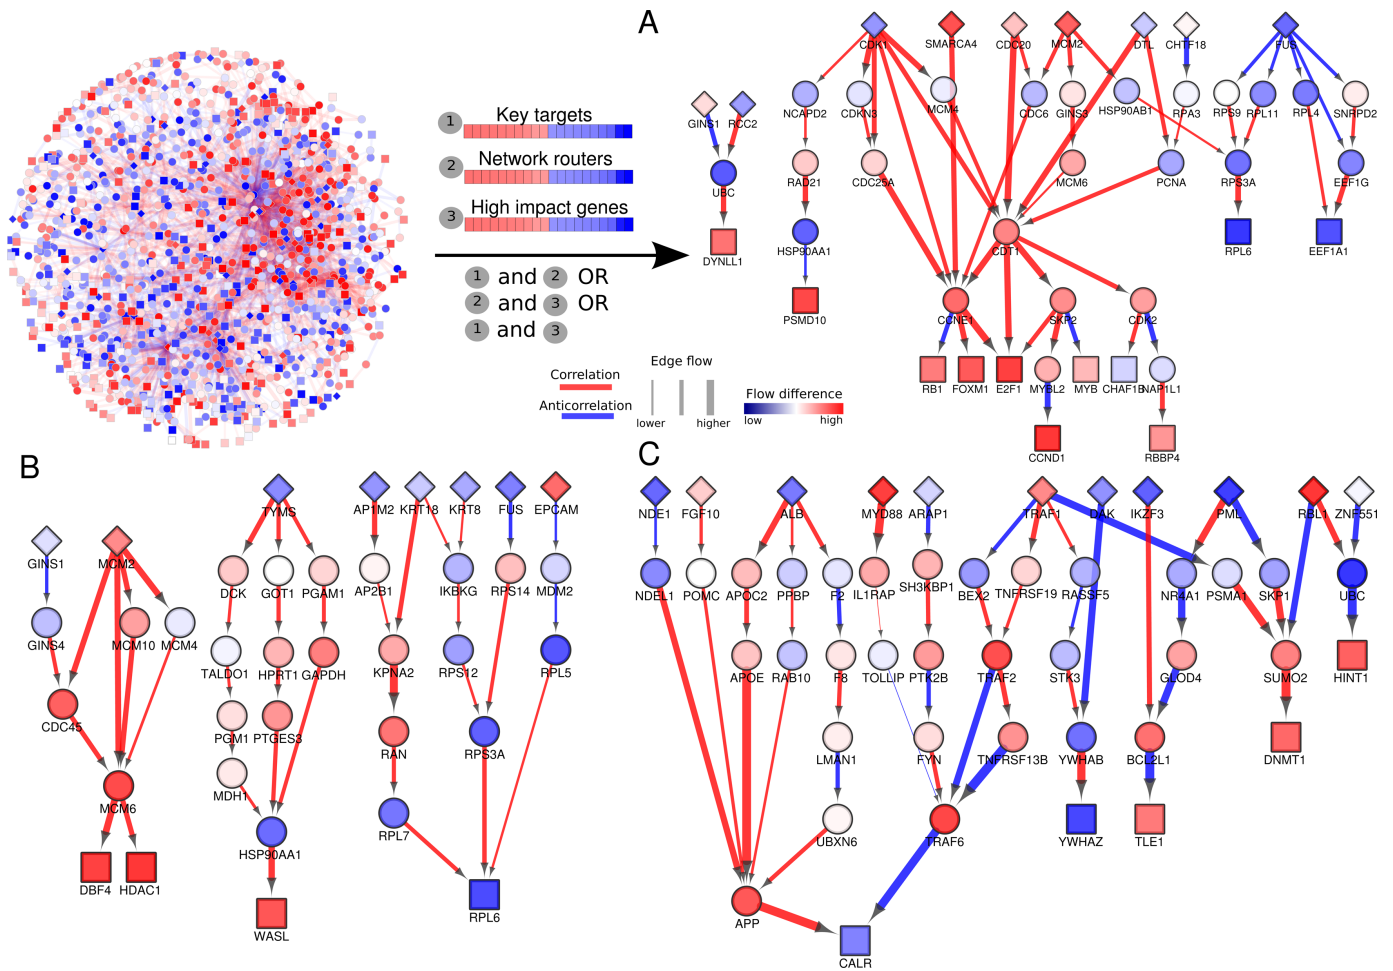 A
1 Key targets
2 Network routers
3 High impact genes
1 and 2 OR
2 and 3 OR
1 and 3
Correlation
Anticorrelation
Edge flow
lower higher
Flow difference
low high
CDK1 SMARCA4 CDC20 MCM2 DTL CHTF18 FUS
GINS1 RCC2 NCAPD2 CDKN3 MCM4 CDC6 GINS3 HSP90AB1 RPA3 RPS9 RPL11 RPL4 SNRPD2
UBC RAD21 CDC25A MCM6 PCNA RPS3A EEF1G
DYNLL1 HSP90AA1 CDT1 RPL6 EEF1A1
PSMD10 CCNE1 SKP2 CDK2
RB1 FOXM1 E2F1 MYBL2 MYB CHAF1B NAP1L1
CCND1 RBBP4
B
TYMS AP1M2 KRT18 KRT8 FUS EPCAM
GINS1 MCM2
DCK GOT1 PGAM1 AP2B1 IKBKG RPS14 MDM2
GINS4 MCM10 MCM4
TALDO1 HPRT1 GAPDH KPNA2 RPS12 RPL5
CDC45 PGM1 PTGES3 RAN RPS3A
MCM6 MDH1
HSP90AA1 RPL7
DBF4 HDAC1
WASL RPL6
C
NDE1 FGF10 ALB MYD88 ARAP1 TRAF1 DAK IKZF3 PML RBL1 ZNF551
NDEL1 POMC APOC2 PPBP F2 IL1RAP SH3KBP1 BEX2 TNFRSF19 RASSF5 NR4A1 PSMA1 SKP1 UBC
APOE RAB10 F8 TOLLIP PTK2B TRAF2 STK3 GLOD4 SUMO2 HINT1
LMAN1 FYN TNFRSF13B YWHAB BCL2L1 DNMT1
UBXN6 TRAF6 YWHAZ TLE1
APP
CALR